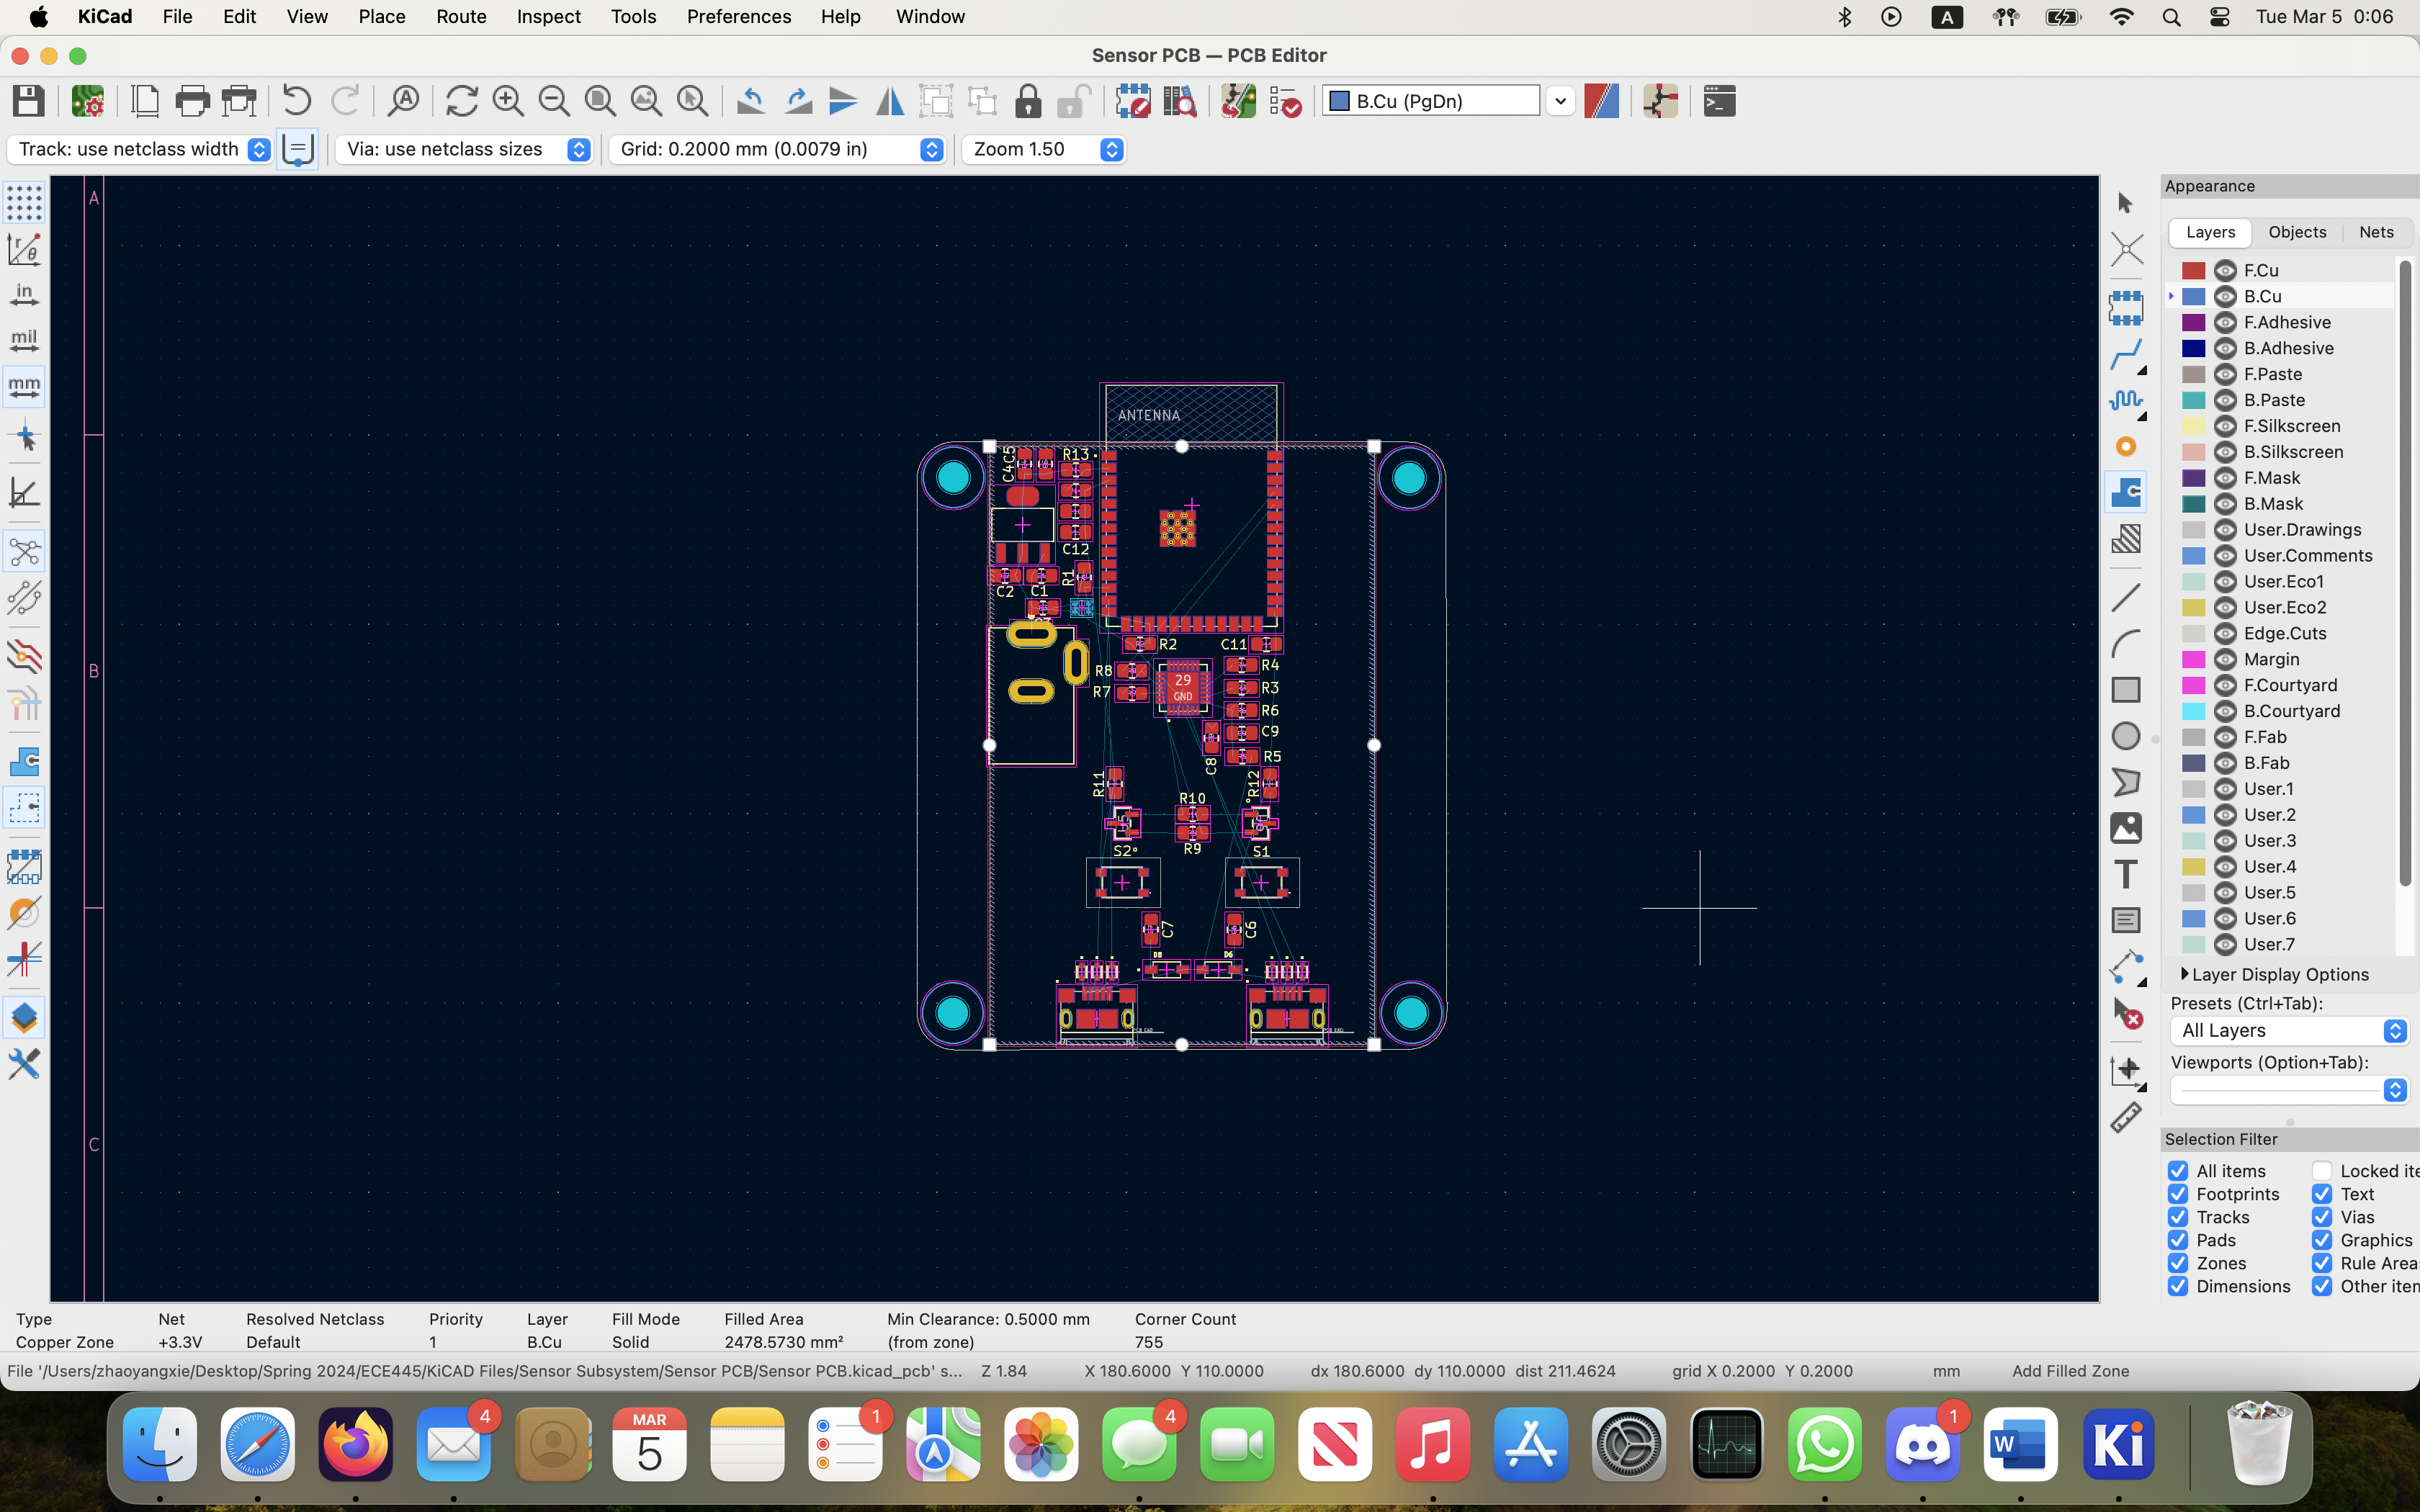 KiCad File Edit View Place Route Inspect Tools Preferences Help Window A Tue Mar 5 0:06
Sensor PCB — PCB Editor
B.Cu (PgDn)
Track: use netclass width Via: use netclass sizes Grid: 0.2000 mm (0.0079 in) Zoom 1.50
in
mil
mm
A
B
C
ANTENNA
C4 C5 R13
C12
C2 C1 R1
R2 C11
R8 R4
R7 29 R3
GND
R6
C9
C8 R5
R11 R12
R10
R9
S2 S1
C7 C6
D8 D6
Appearance
Layers Objects Nets
F.Cu
B.Cu
F.Adhesive
B.Adhesive
F.Paste
B.Paste
F.Silkscreen
B.Silkscreen
F.Mask
B.Mask
User.Drawings
User.Comments
User.Eco1
User.Eco2
Edge.Cuts
Margin
F.Courtyard
B.Courtyard
F.Fab
B.Fab
User.1
User.2
User.3
User.4
User.5
User.6
User.7
Layer Display Options
Presets (Ctrl+Tab):
All Layers
Viewports (Option+Tab):
Selection Filter
All items Locked ite
Footprints Text
Tracks Vias
Pads Graphics
Zones Rule Area
Dimensions Other item
Type Net Resolved Netclass Priority Layer Fill Mode Filled Area Min Clearance: 0.5000 mm Corner Count
Copper Zone +3.3V Default 1 B.Cu Solid 2478.5730 mm² (from zone) 755
File '/Users/zhaoyangxie/Desktop/Spring 2024/ECE445/KiCAD Files/Sensor Subsystem/Sensor PCB/Sensor PCB.kicad_pcb' s... Z 1.84 X 180.6000 Y 110.0000 dx 180.6000 dy 110.0000 dist 211.4624 grid X 0.2000 Y 0.2000 mm Add Filled Zone
4 MAR 5 1 4 1 W Ki